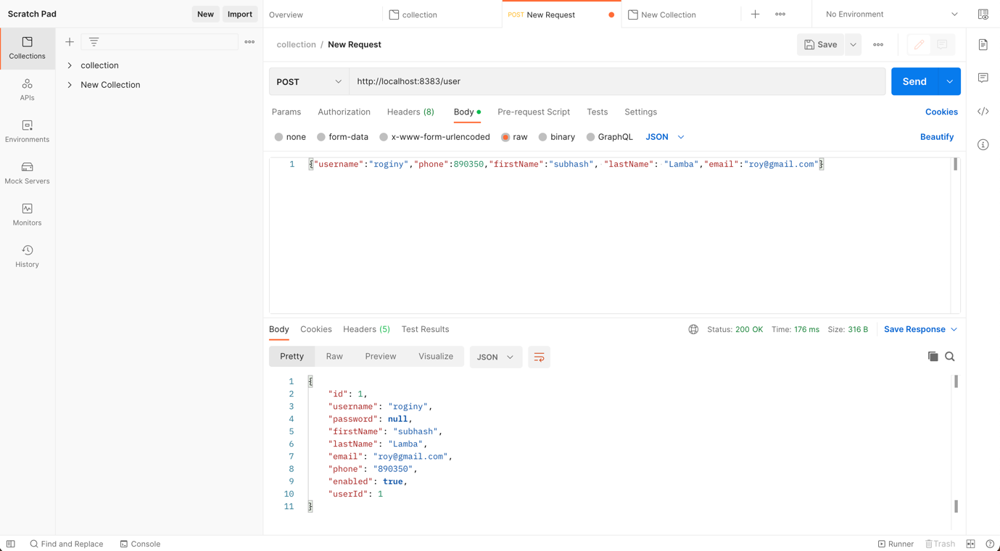 Scratch Pad New Import Overview collection POST New Request New Collection No Environment
Collections
collection / New Request Save
collection
New Collection
APIs
Environments
Mock Servers
Monitors
History
POST http://localhost:8383/user Send
Params Authorization Headers (8) Body Pre-request Script Tests Settings Cookies
none form-data x-www-form-urlencoded raw binary GraphQL JSON Beautify
1 {"username":"roginy","phone":890350,"firstName":"subhash", "lastName": "Lamba","email":"roy@gmail.com"}
Body Cookies Headers (5) Test Results Status: 200 OK Time: 176 ms Size: 316 B Save Response
Pretty Raw Preview Visualize JSON
1 {
2 "id": 1,
3 "username": "roginy",
4 "password": null,
5 "firstName": "subhash",
6 "lastName": "Lamba",
7 "email": "roy@gmail.com",
8 "phone": "890350",
9 "enabled": true,
10 "userId": 1
11 }
Find and Replace Console Runner Trash